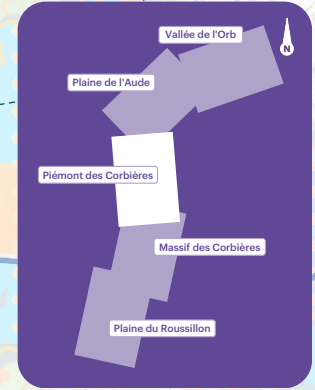 Vallée de l'Orb
N
Plaine de l'Aude
Piémont des Corbières
Massif des Corbières
Plaine du Roussillon